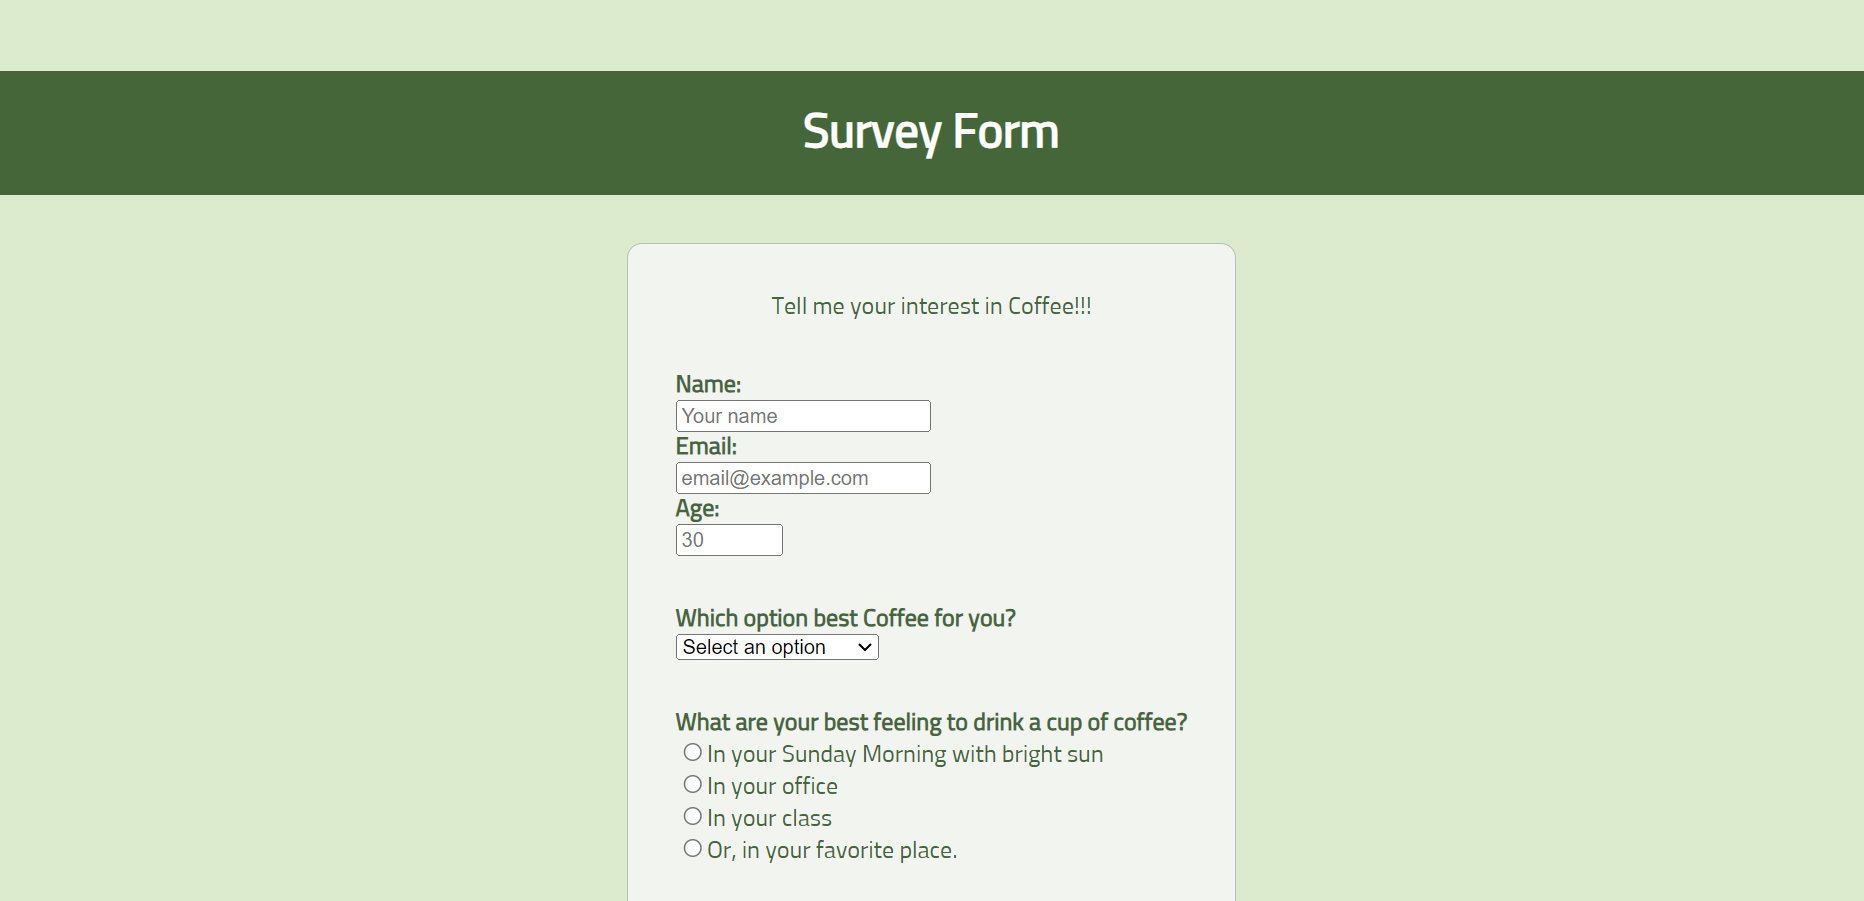 Survey Form
Tell me your interest in Coffee!!!
Name:
Your name
Email:
email@example.com
Age:
30
Which option best Coffee for you?
Select an option
What are your best feeling to drink a cup of coffee?
In your Sunday Morning with bright sun
In your office
In your class
Or, in your favorite place.